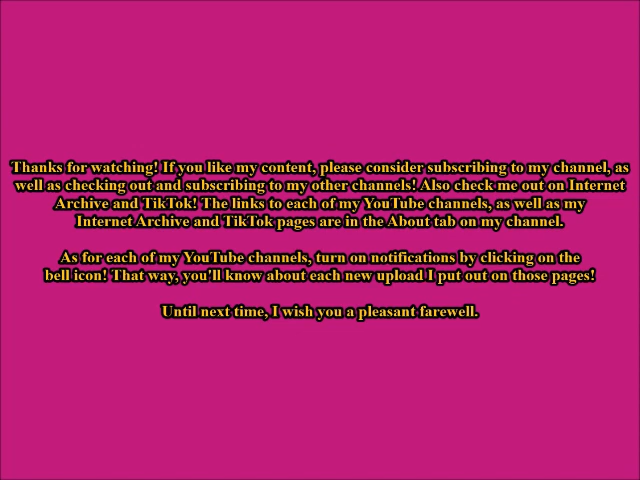 Thanks for watching! If you like my content, please consider subscribing to my channel, as
well as checking out and subscribing to my other channels! Also check me out on Internet
Archive and TikTok! The links to each of my YouTube channels, as well as my
Internet Archive and TikTok pages are in the About tab on my channel.
As for each of my YouTube channels, turn on notifications by clicking on the
bell icon! That way, you'll know about each new upload I put out on those pages!
Until next time, I wish you a pleasant farewell.